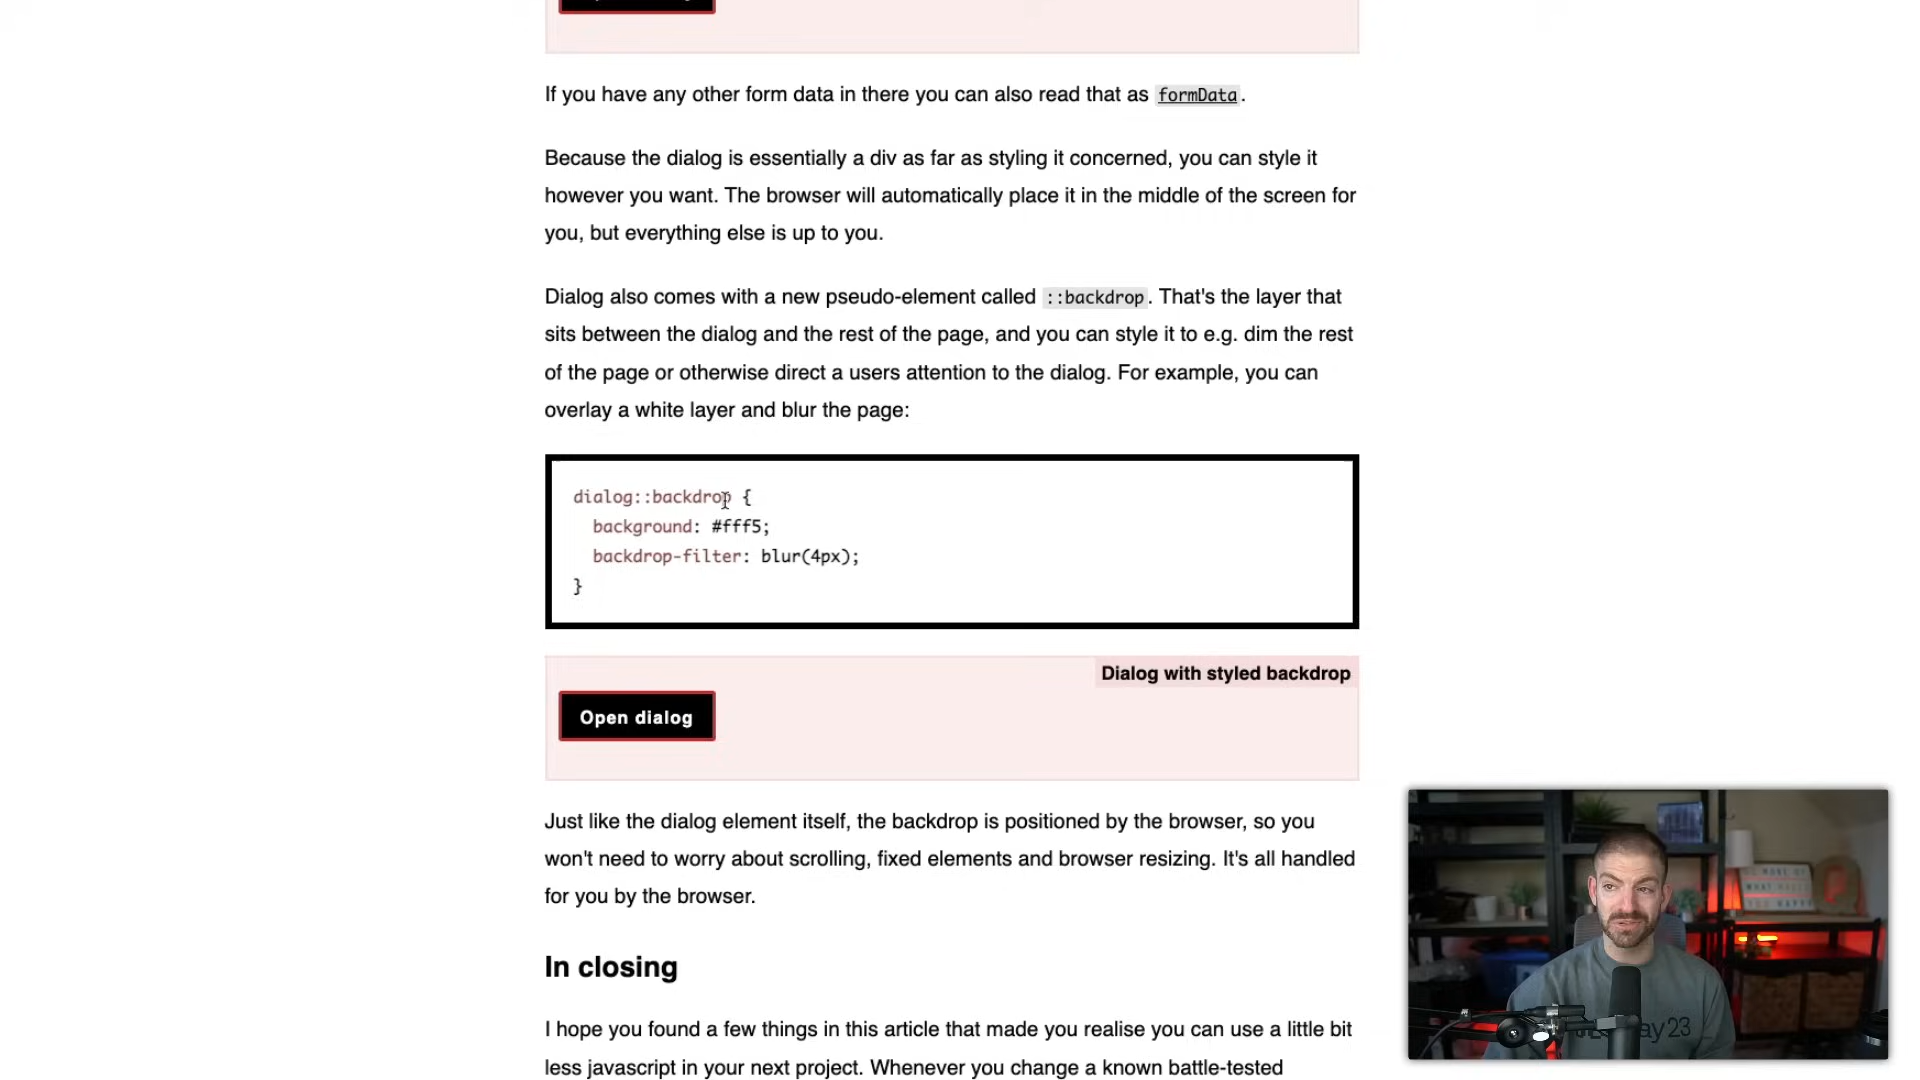 If you have any other form data in there you can also read that as formData.
Because the dialog is essentially a div as far as styling it concerned, you can style it
however you want. The browser will automatically place it in the middle of the screen for
you, but everything else is up to you.
Dialog also comes with a new pseudo-element called ::backdrop. That's the layer that
sits between the dialog and the rest of the page, and you can style it to e.g. dim the rest
of the page or otherwise direct a users attention to the dialog. For example, you can
overlay a white layer and blur the page:
dialog::backdrop {
background: #fff5;
backdrop-filter: blur(4px);
}
Dialog with styled backdrop
Open dialog
Just like the dialog element itself, the backdrop is positioned by the browser, so you
won't need to worry about scrolling, fixed elements and browser resizing. It's all handled
for you by the browser.
In closing
I hope you found a few things in this article that made you realise you can use a little bit
less javascript in your next project. Whenever you change a known battle-tested